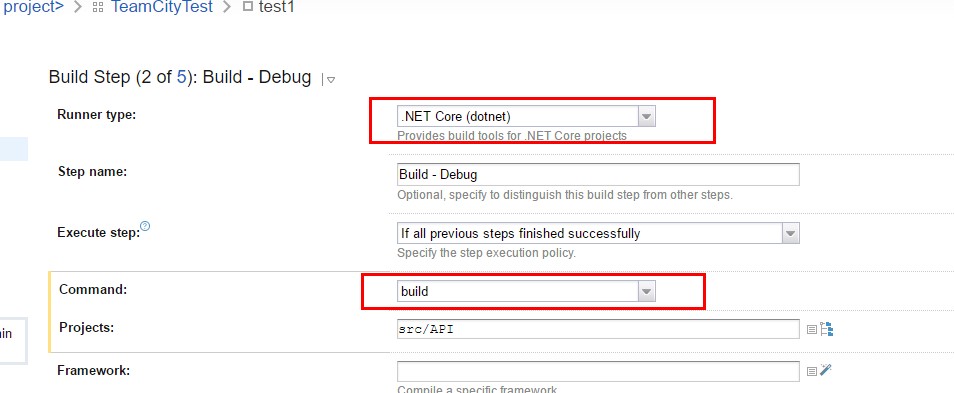 project> > TeamCityTest > test1
Build Step (2 of 5): Build - Debug
Runner type: .NET Core (dotnet)
Provides build tools for .NET Core projects
Step name: Build - Debug
Optional, specify to distinguish this build step from other steps.
Execute step: ? If all previous steps finished successfully
Specify the step execution policy.
Command: build
Projects: src/API
in
Framework:
Compile a specific framework